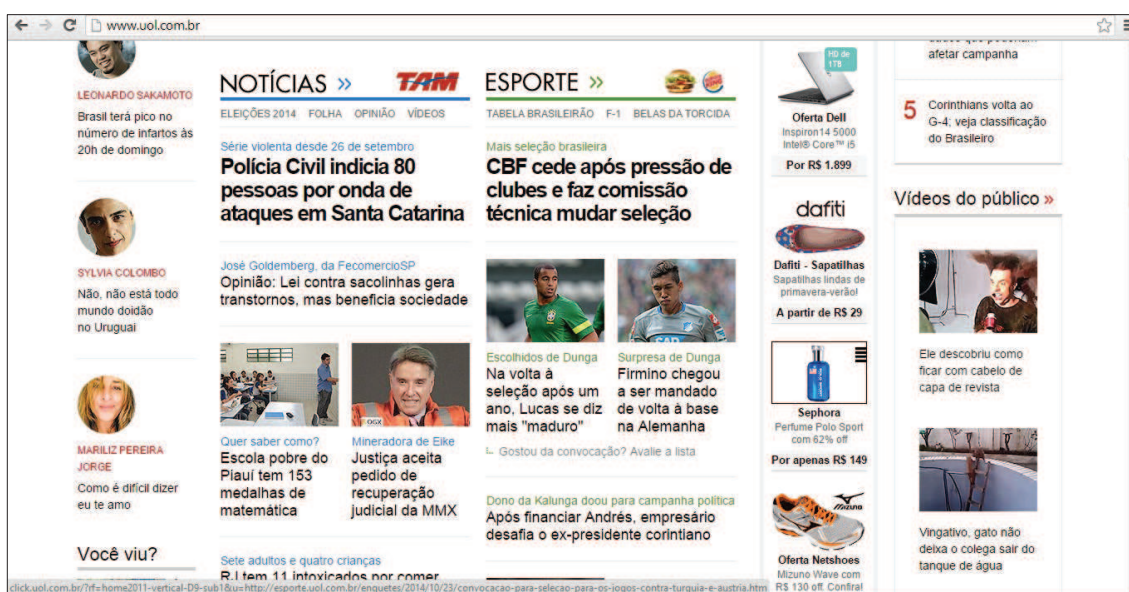 www.uol.com.br
LEONARDO SAKAMOTO
Brasil terá pico no
número de infartos às
20h de domingo
SYLVIA COLOMBO
Não, não está todo
mundo doidão
no Uruguai
MARILIZ PEREIRA
JORGE
Como é difícil dizer
eu te amo
Você viu?
NOTÍCIAS »
TAM
ELEIÇÕES 2014 FOLHA OPINIÃO VÍDEOS
Série violenta desde 26 de setembro
Polícia Civil indicia 80
pessoas por onda de
ataques em Santa Catarina
José Goldemberg, da FecomercioSP
Opinião: Lei contra sacolinhas gera
transtornos, mas beneficia sociedade
OGX
Quer saber como?
Escola pobre do
Piauí tem 153
medalhas de
matemática
Mineradora de Eike
Justiça aceita
pedido de
recuperação
judicial da MMX
Sete adultos e quatro crianças
RJ tem 11 intoxicados por comer
ESPORTE »
TABELA BRASILEIRÃO F-1 BELAS DA TORCIDA
Mais seleção brasileira
CBF cede após pressão de
clubes e faz comissão
técnica mudar seleção
SAP
Escolhidos de Dunga
Na volta à
seleção após um
ano, Lucas se diz
mais "maduro"
Surpresa de Dunga
Firmino chegou
a ser mandado
de volta à base
na Alemanha
Gostou da convocação? Avalie a lista
Dono da Kalunga doou para campanha política
Após financiar Andrés, empresário
desafia o ex-presidente corintiano
HD de
1TB
Oferta Dell
Inspiron14 5000
Intel® Core™ i5
Por R$ 1.899
dafiti
Dafiti - Sapatilhas
Sapatilhas lindas de
primavera-verão!
A partir de R$ 29
Sephora
Perfume Polo Sport
com 62% off
Por apenas R$ 149
Mizuno
Oferta Netshoes
Mizuno Wave com
R$ 130 off. Confira!
dados que poderiam
afetar campanha
5 Corinthians volta ao
G-4; veja classificação
do Brasileiro
Vídeos do público »
Ele descobriu como
ficar com cabelo de
capa de revista
Vingativo, gato não
deixa o colega sair do
tanque de água
click.uol.com.br/?rf=home2011-vertical-D9-sub1&u=http://esporte.uol.com.br/enquetes/2014/10/23/convocacao-para-selecao-para-os-jogos-contra-turquia-e-austria.htm